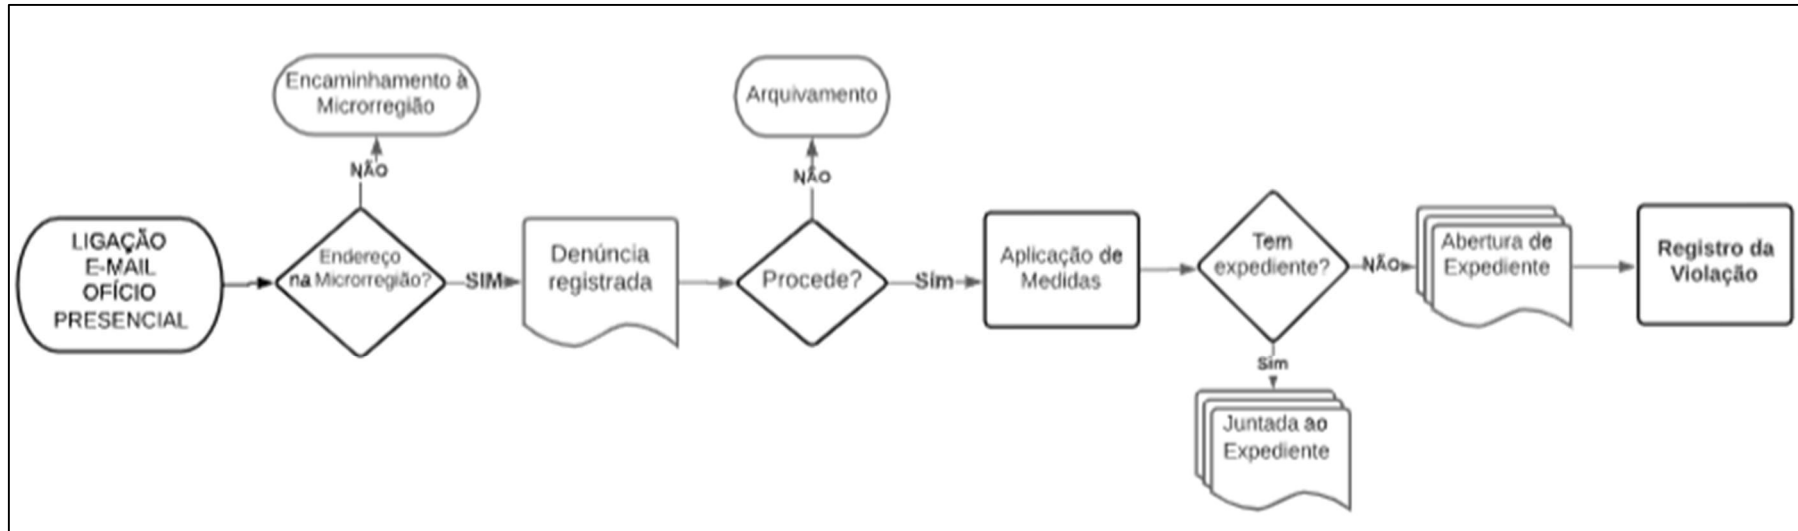 LIGAÇÃO
E-MAIL
OFÍCIO
PRESENCIAL
Endereço
na Microrregião?
NÃO
Encaminhamento à
Microrregião
SIM
Denúncia
registrada
Procede?
NÃO
Arquivamento
Sim
Aplicação de
Medidas
Tem
expediente?
Sim
Juntada ao
Expediente
NÃO
Abertura de
Expediente
Registro da
Violação